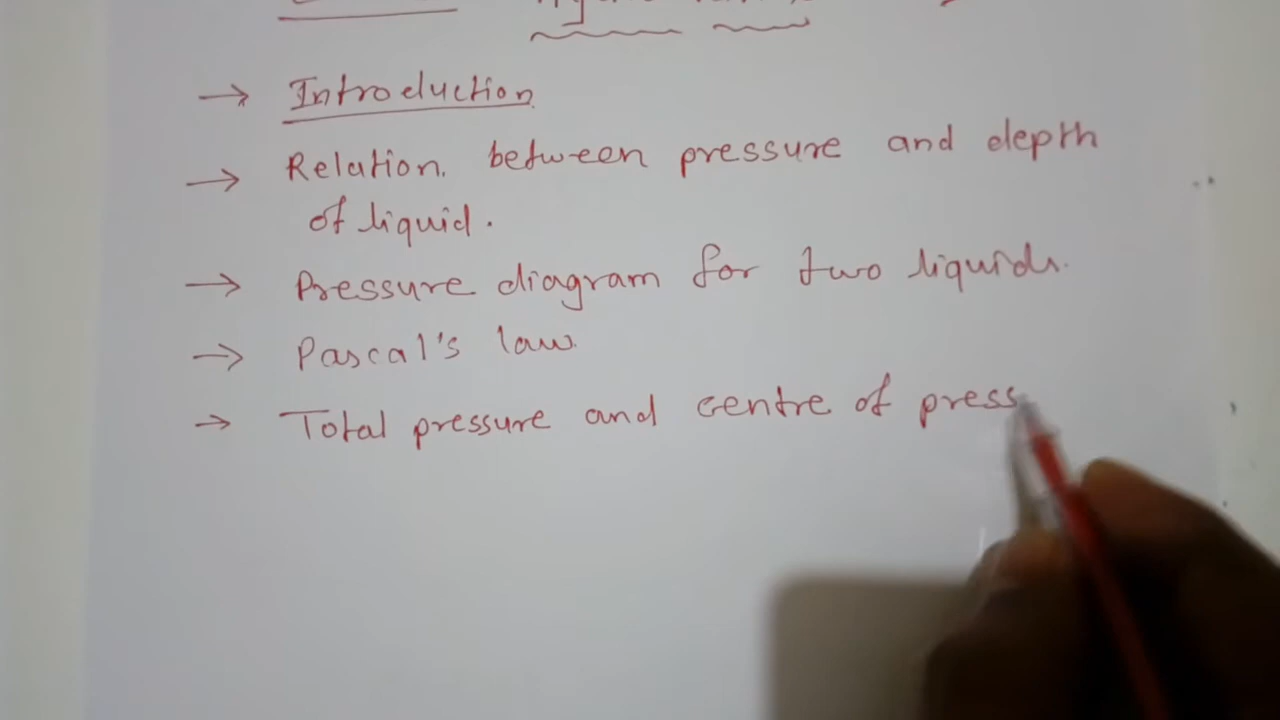 → Introduction
→ Relation between pressure and depth
of liquid.
→ Pressure diagram for two liquids.
→ Pascal's law.
→ Total pressure and centre of press